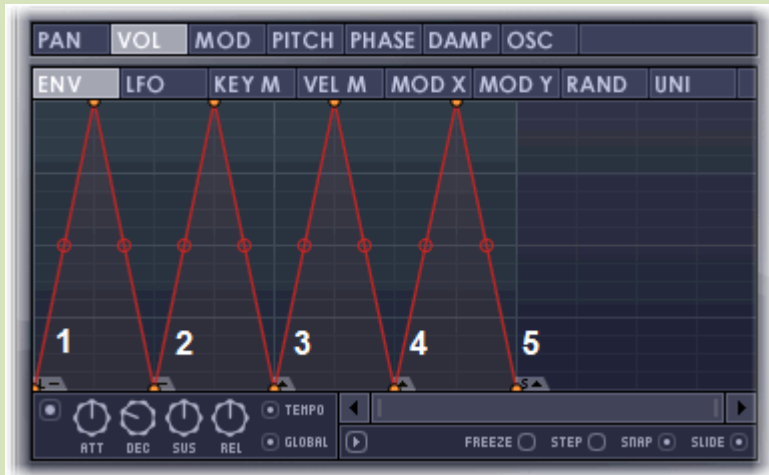 PAN VOL MOD PITCH PHASE DAMP OSC
ENV LFO KEY M VEL M MOD X MOD Y RAND UNI
1 2 3 4 5
L S
TEMPO
ATT DEC SUS REL GLOBAL FREEZE STEP SNAP SLIDE